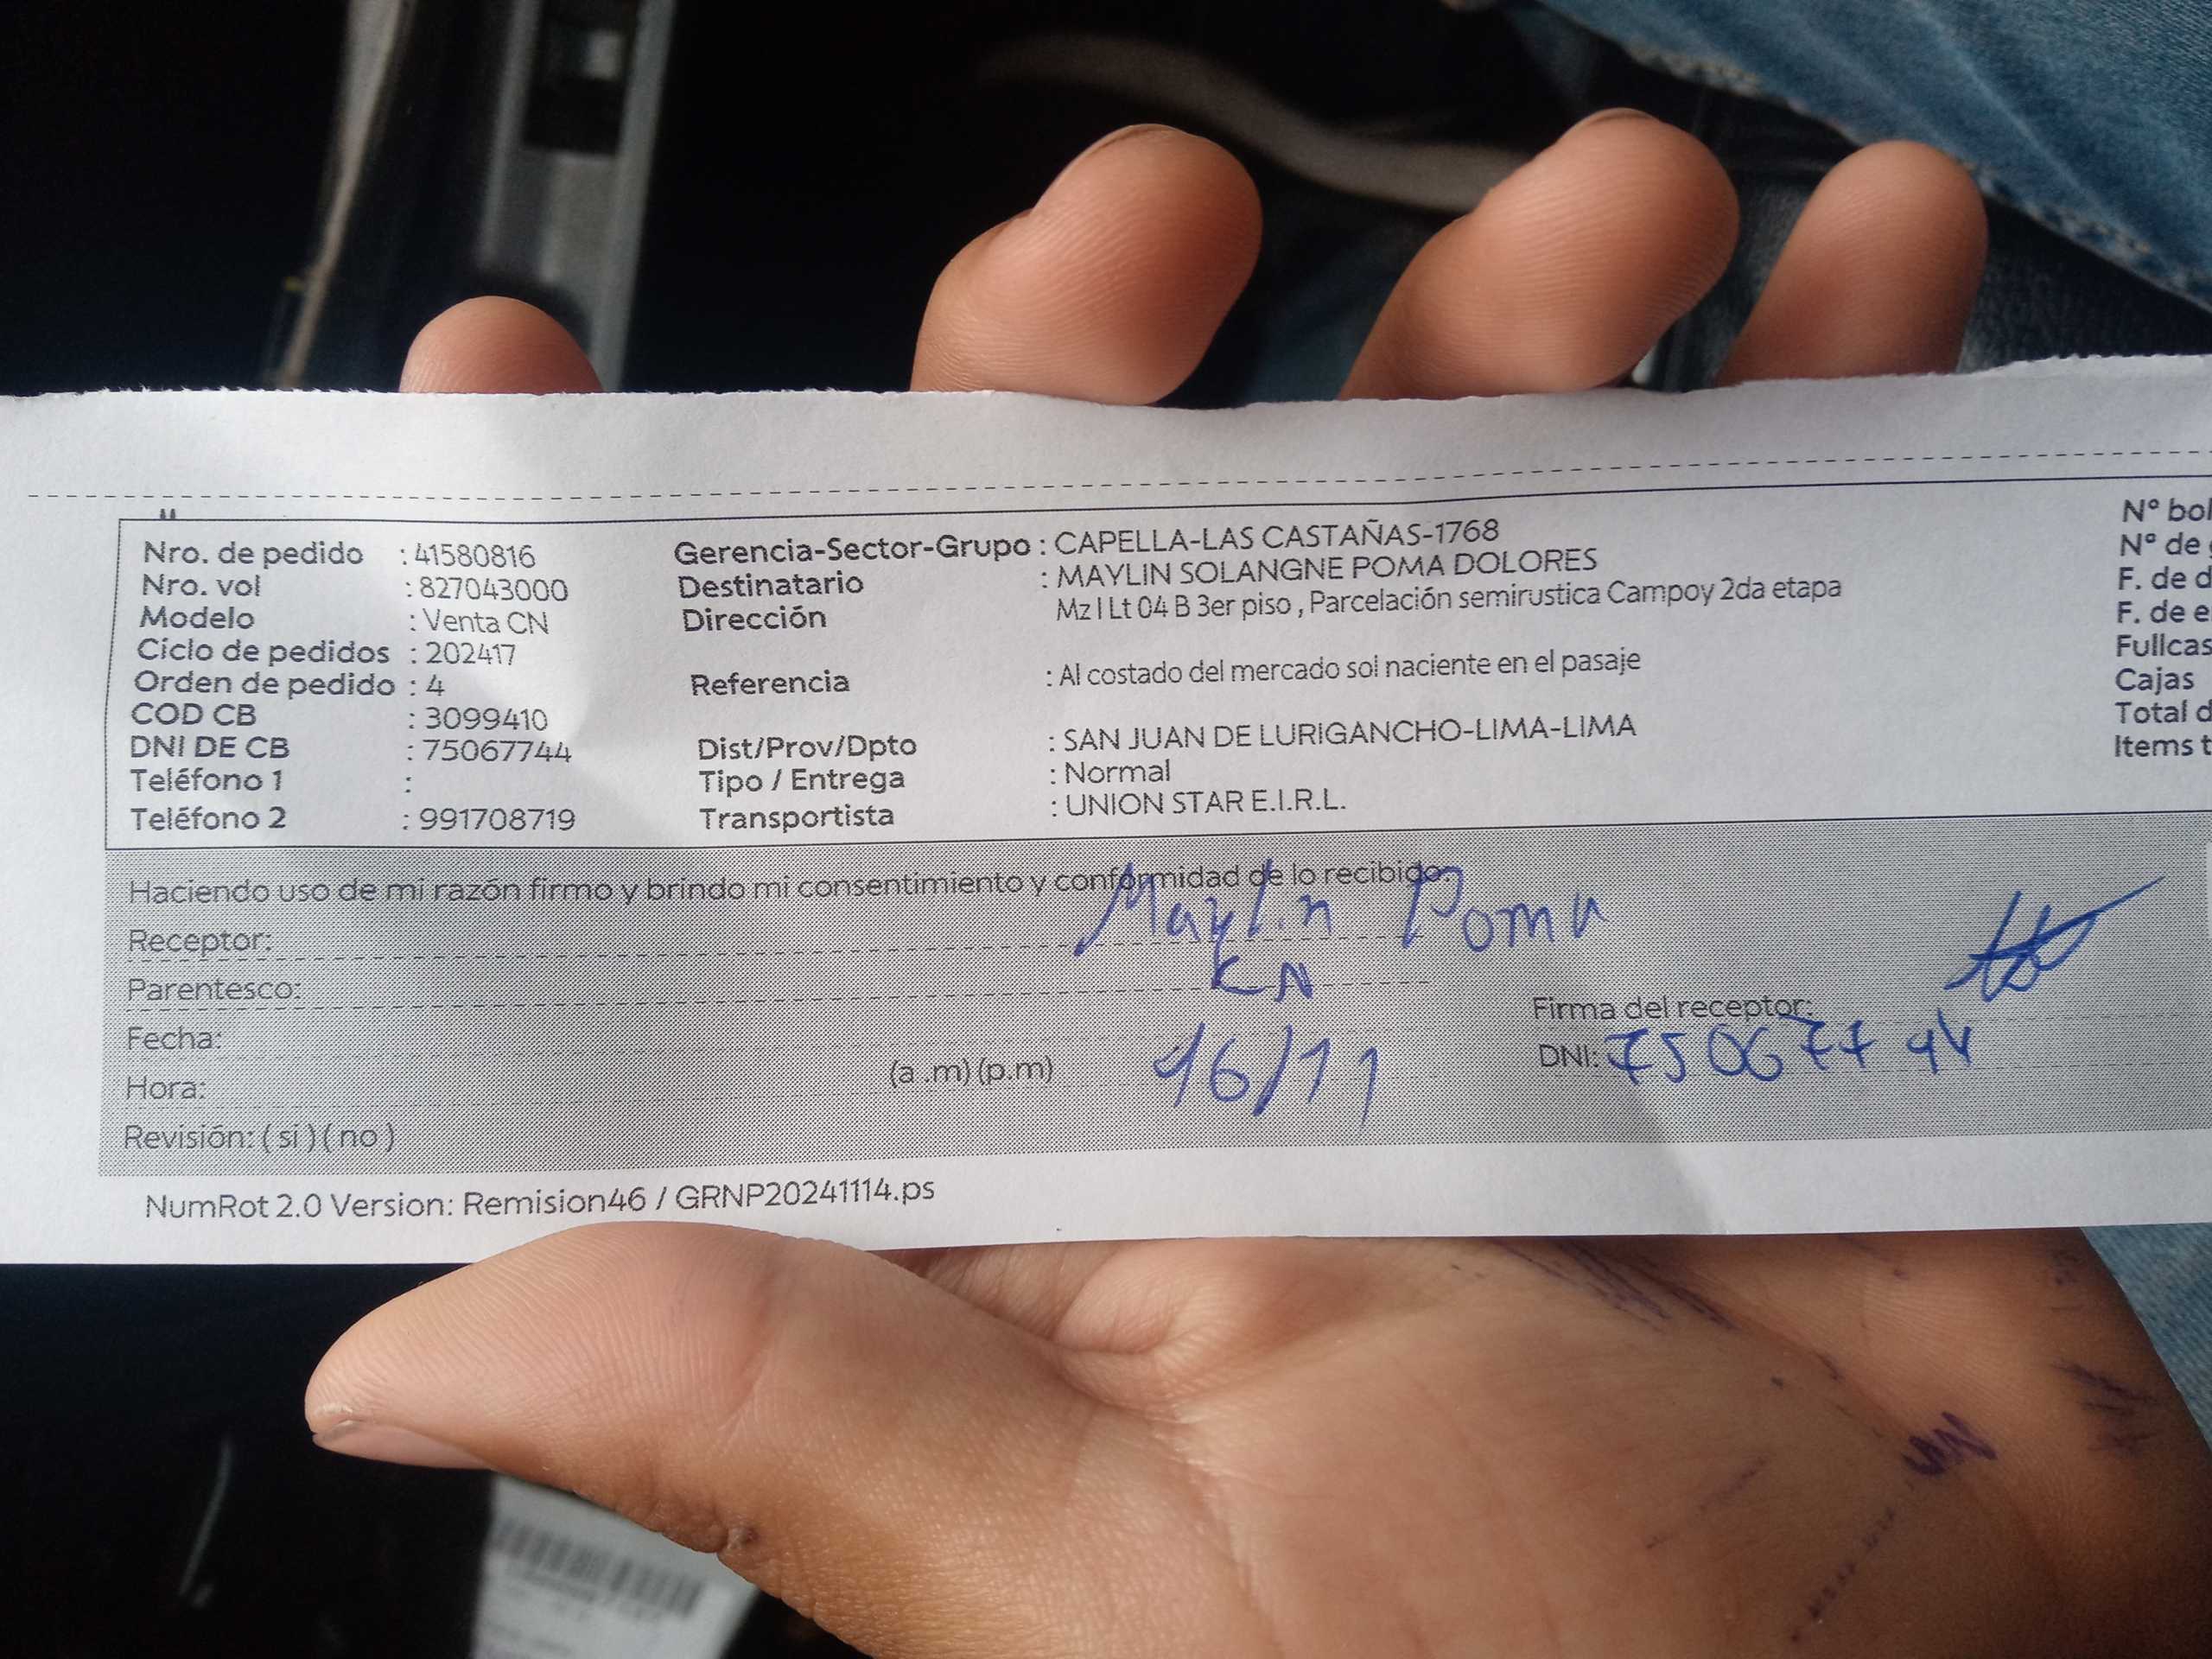 Nro. de pedido : 41580816
Nro. vol : 827043000
Modelo : Venta CN
Ciclo de pedidos : 202417
Orden de pedido : 4
COD CB : 3099410
DNI DE CB : 75067744
Teléfono 1 :
Teléfono 2 : 991708719
Gerencia-Sector-Grupo : CAPELLA-LAS CASTAÑAS-1768
Destinatario : MAYLIN SOLANGNE POMA DOLORES
Dirección Mz I Lt 04 B 3er piso , Parcelación semirustica Campoy 2da etapa
Referencia : Al costado del mercado sol naciente en el pasaje
Dist/Prov/Dpto : SAN JUAN DE LURIGANCHO-LIMA-LIMA
Tipo / Entrega : Normal
Transportista : UNION STAR E.I.R.L.
N° bol
N° de
F. de d
F. de e
Fullcas
Cajas
Total d
Items t
Haciendo uso de mi razón firmo y brindo mi consentimiento y conformidad de lo recibido.
Receptor: Maylin Poma
Parentesco: CN
Fecha: 16/11
Hora: (a .m) (p.m)
Revisión: ( si ) ( no )
Firma del receptor:
DNI: 75067744
NumRot 2.0 Version: Remision46 / GRNP20241114.ps